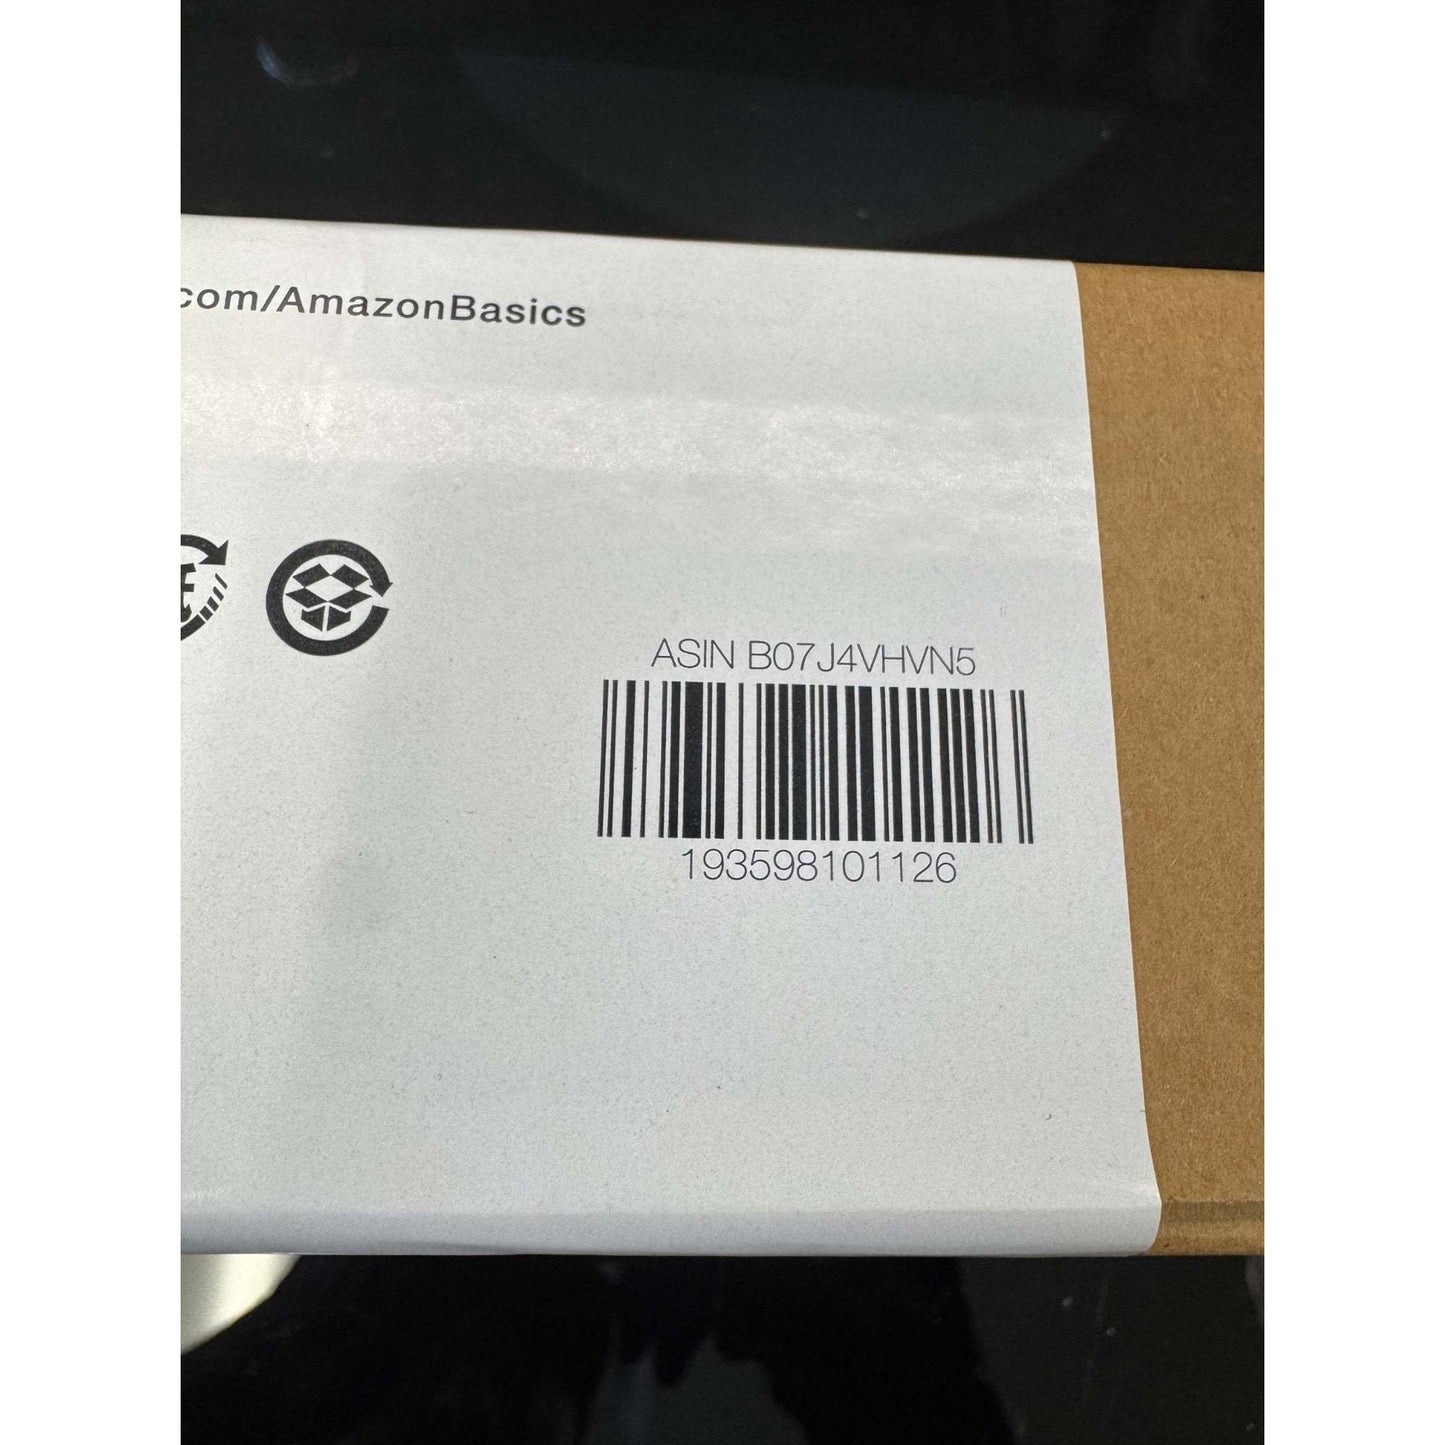 .com/AmazonBasics
ASIN B07J4VHVN5
193598101126